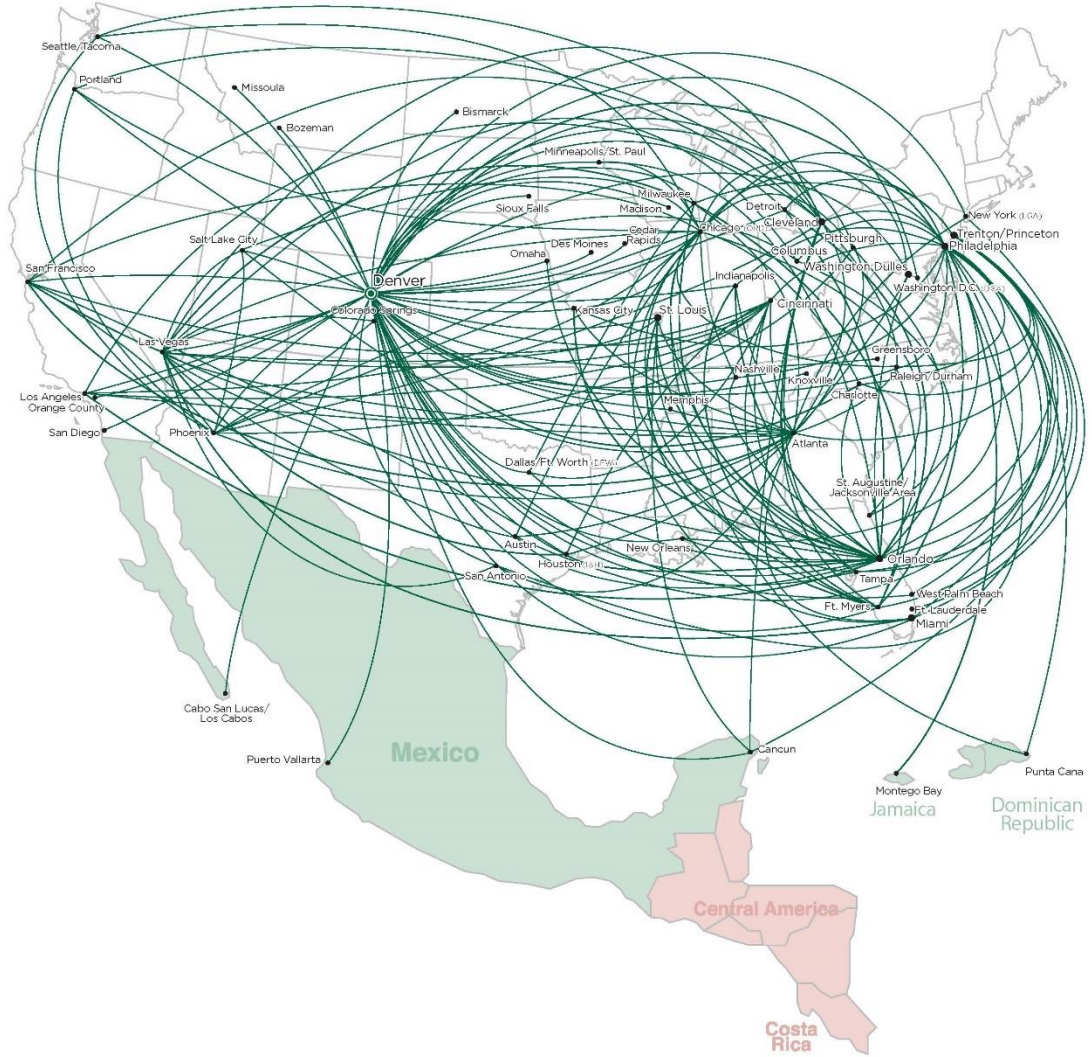 Seattle/Tacoma
Portland
Missoula
Bozeman
Bismarck
Minneapolis/St. Paul
Sioux Falls
Milwaukee
Madison
Detroit
Cleveland
Chicago (ORD)
Pittsburgh
New York (LGA)
Trenton/Princeton
Philadelphia
Salt Lake City
Omaha
Des Moines
Cedar
Rapids
Columbus
Washington Dulles
Washington, D.C. (DCA)
San Francisco
Denver
Colorado Springs
Indianapolis
Cincinnati
Kansas City
St. Louis
Las Vegas
Greensboro
Raleigh/Durham
Nashville
Knoxville
Charlotte
Memphis
Los Angeles
Orange County
San Diego
Phoenix
Atlanta
Dallas/Ft. Worth (DFW)
St. Augustine/
Jacksonville Area
Austin
Houston (IAH)
New Orleans
San Antonio
Orlando
Tampa
West Palm Beach
Ft. Myers
Ft. Lauderdale
Miami
Cabo San Lucas/
Los Cabos
Puerto Vallarta
Mexico
Cancun
Montego Bay
Jamaica
Punta Cana
Dominican
Republic
Central America
Costa
Rica